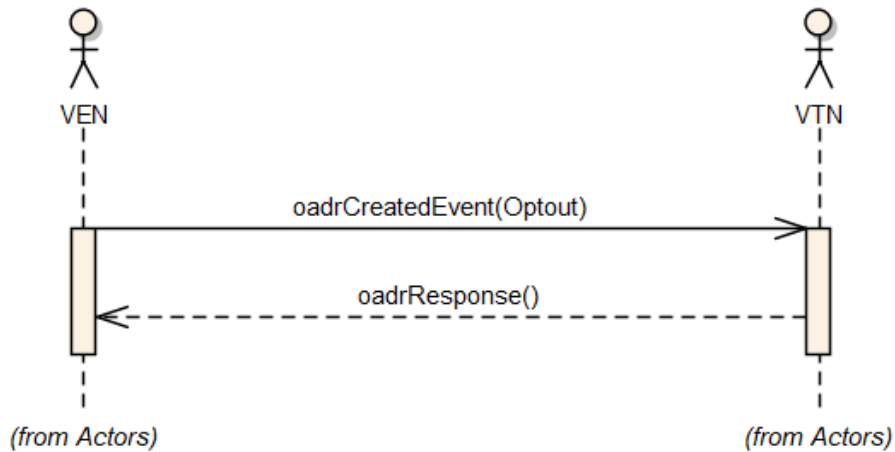 VEN
VTN
oadrCreatedEvent(Optout)
oadrResponse()
(from Actors)
(from Actors)